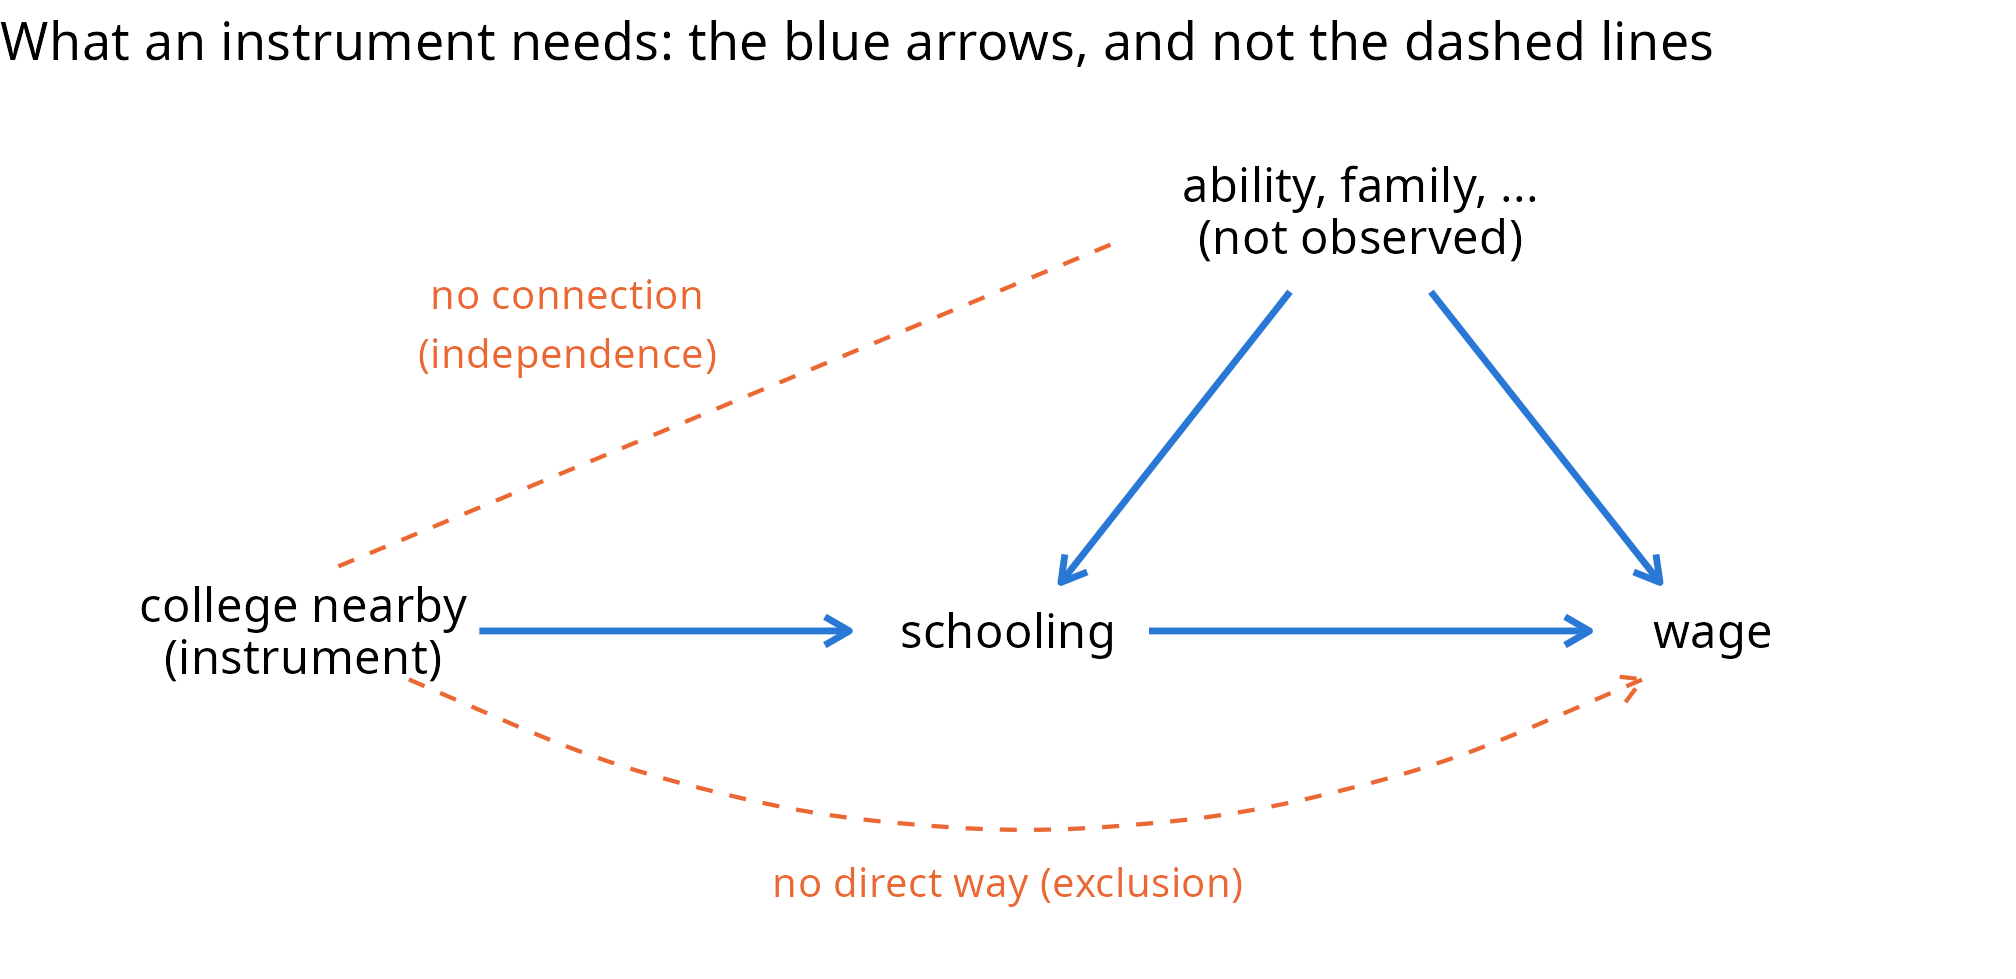 What an instrument needs: the blue arrows, and not the dashed lines
ability, family, ...
(not observed)
no connection
(independence)
college nearby
(instrument)
schooling
wage
no direct way (exclusion)